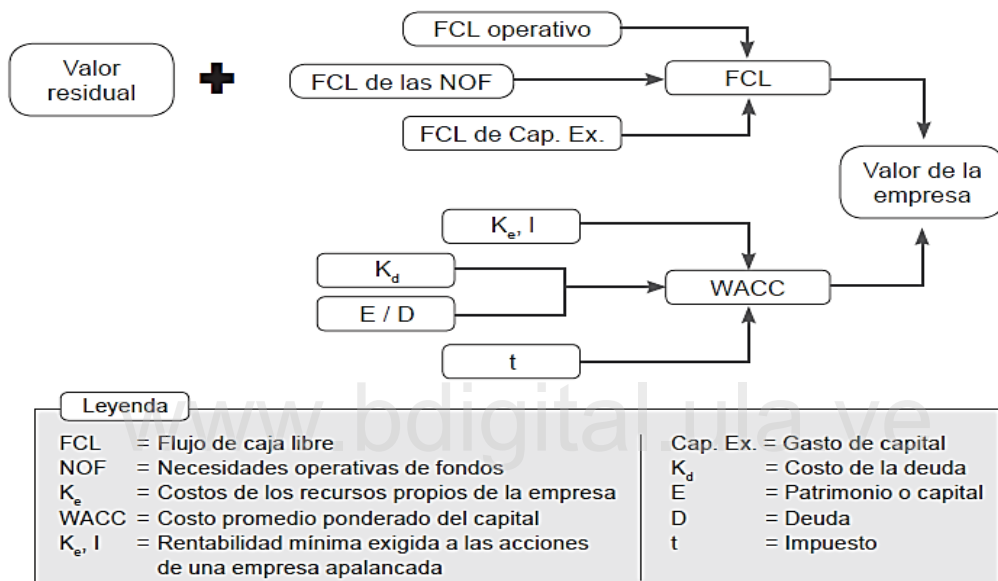 FCL operativo
Valor
residual
FCL de las NOF
FCL
FCL de Cap. Ex.
Valor de la
empresa
Ke, I
Kd
WACC
E / D
t
www.bdigital.ula.ve
Leyenda
FCL = Flujo de caja libre
NOF = Necesidades operativas de fondos
Ke = Costos de los recursos propios de la empresa
WACC = Costo promedio ponderado del capital
Ke, I = Rentabilidad mínima exigida a las acciones
de una empresa apalancada
Cap. Ex. = Gasto de capital
Kd = Costo de la deuda
E = Patrimonio o capital
D = Deuda
t = Impuesto